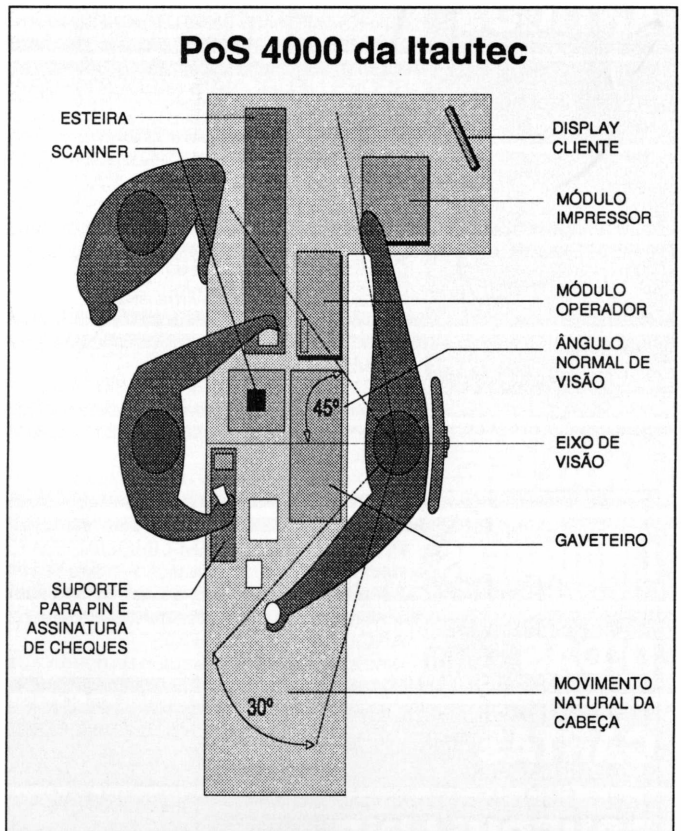 PoS 4000 da Itautec
ESTEIRA
SCANNER
DISPLAY
CLIENTE
MÓDULO
IMPRESSOR
MÓDULO
OPERADOR
ÂNGULO
NORMAL DE
VISÃO
45º
EIXO DE
VISÃO
GAVETEIRO
SUPORTE
PARA PIN E
ASSINATURA
DE CHEQUES
MOVIMENTO
NATURAL DA
CABEÇA
30º